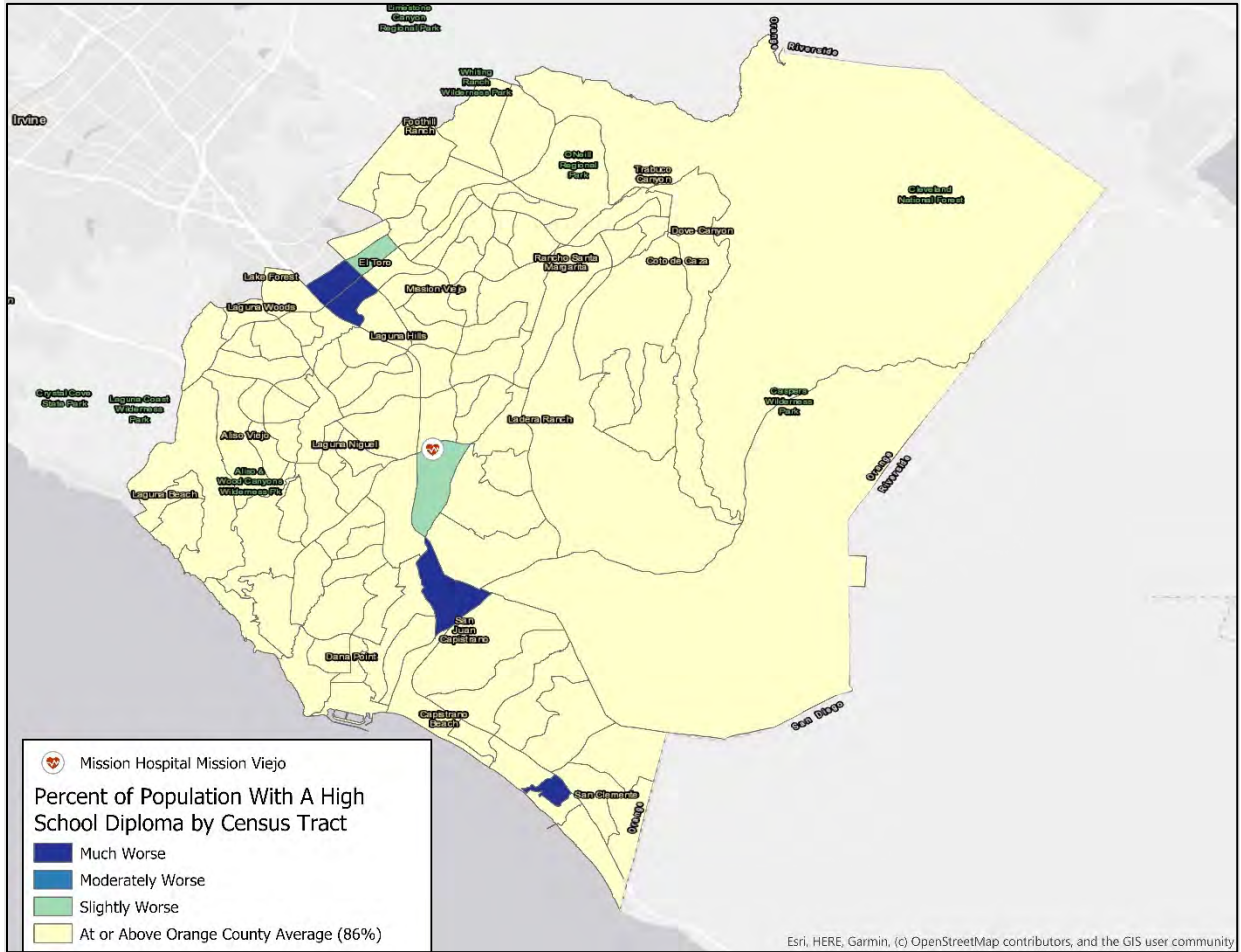 Limestone
Canyon
Regional Park
Orange
Riverside
Whiting
Ranch
Wilderness Park
Irvine
Foothill
Ranch
O'Neill
Regional
Park
Trabuco
Canyon
Cleveland
National Forest
Dove Canyon
El Toro
Rancho Santa
Margarita
Coto de Caza
Lake Forest
Mission Viejo
Laguna Woods
Laguna Hills
Crystal Cove
State Park
Laguna Coast
Wilderness
Park
Caspers
Wilderness
Park
Ladera Ranch
Aliso Viejo
Laguna Niguel
Aliso &
Wood Canyons
Wilderness Pk
Laguna Beach
Orange
Riverside
San
Juan
Capistrano
Dana Point
Capistrano
Beach
San Diego
San Clemente
Orange
Mission Hospital Mission Viejo
Percent of Population With A High
School Diploma by Census Tract
Much Worse
Moderately Worse
Slightly Worse
At or Above Orange County Average (86%)
Esri, HERE, Garmin, (c) OpenStreetMap contributors, and the GIS user community